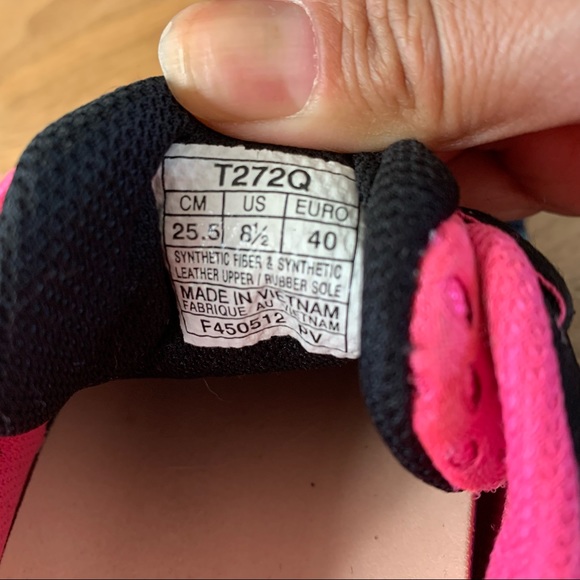 T272Q
CM US EURO
25.5 8½ 40
SYNTHETIC FIBER & SYNTHETIC
LEATHER UPPER / RUBBER SOLE
MADE IN VIETNAM
FABRIQUE AU VIETNAM
F450512 PV